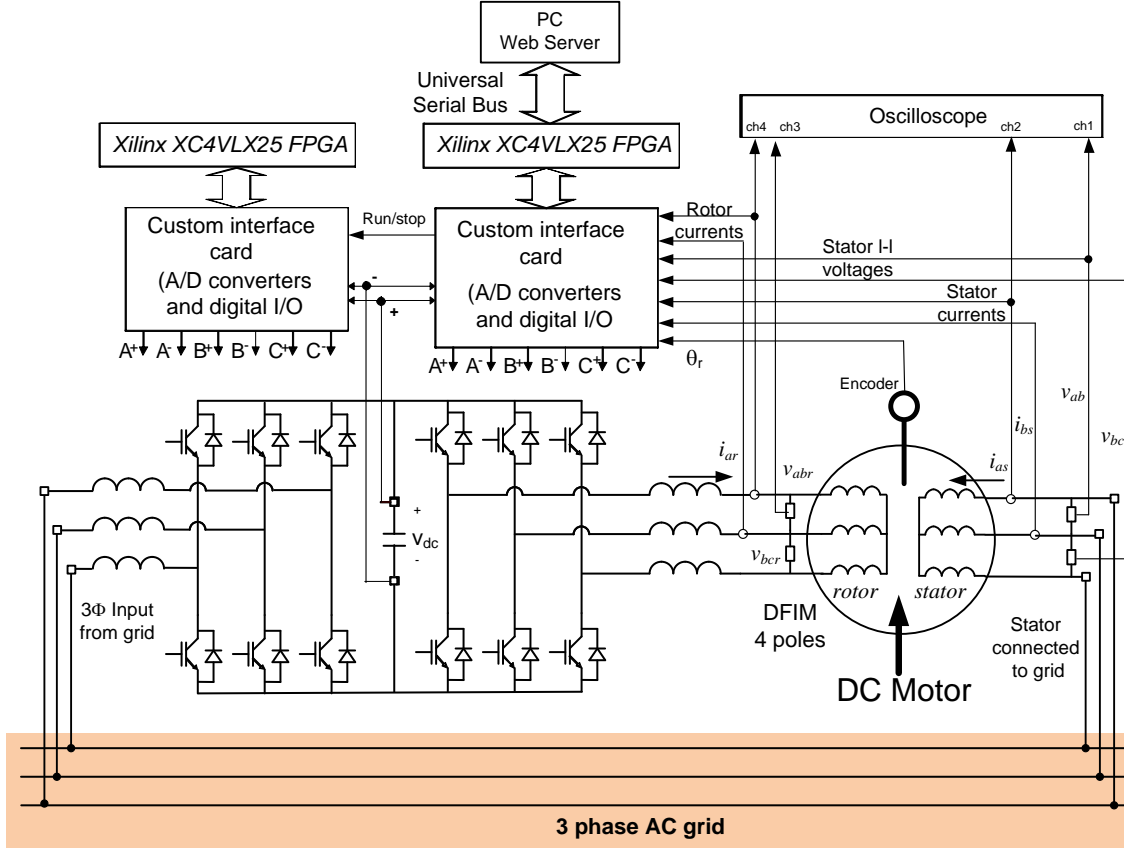 PC
Web Server
Universal
Serial Bus
Oscilloscope
ch4
ch3
ch2
ch1
Xilinx XC4VLX25 FPGA
Xilinx XC4VLX25 FPGA
Custom interface
card
(A/D converters
and digital I/O
Run/stop
-
+
Custom interface
card
(A/D converters
and digital I/O
Rotor
currents
Stator l-l
voltages
Stator
currents
θr
A+ A- B+ B- C+ C-
A+ A- B+ B- C+ C-
Encoder
vab
ibs
vbc
iar
vabr
ias
+
Vdc
-
vbcr
rotor
stator
3Φ Input
from grid
DFIM
4 poles
Stator
connected
to grid
DC Motor
3 phase AC grid